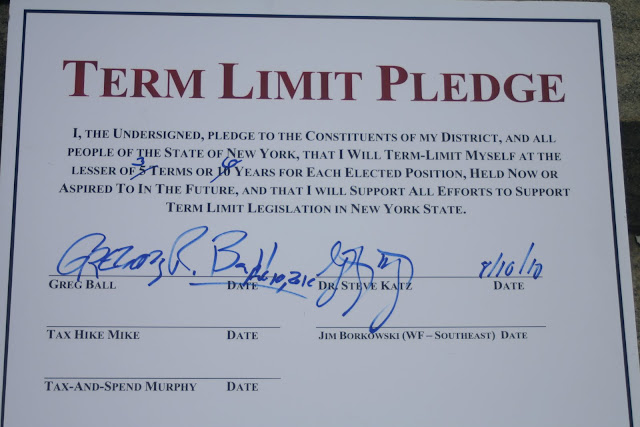 TERM LIMIT PLEDGE
I, THE UNDERSIGNED, PLEDGE TO THE CONSTITUENTS OF MY DISTRICT, AND ALL
PEOPLE OF THE STATE OF NEW YORK, THAT I WILL TERM-LIMIT MYSELF AT THE
3 6
LESSER OF 5 TERMS OR 10 YEARS FOR EACH ELECTED POSITION, HELD NOW OR
ASPIRED TO IN THE FUTURE, AND THAT I WILL SUPPORT ALL EFFORTS TO SUPPORT
TERM LIMIT LEGISLATION IN NEW YORK STATE.
Gregory R. Ball 8/10/10
GREG BALL DATE DR. STEVE KATZ DATE
TAX HIKE MIKE DATE JIM BORKOWSKI (WF – SOUTHEAST) DATE
TAX-AND-SPEND MURPHY DATE